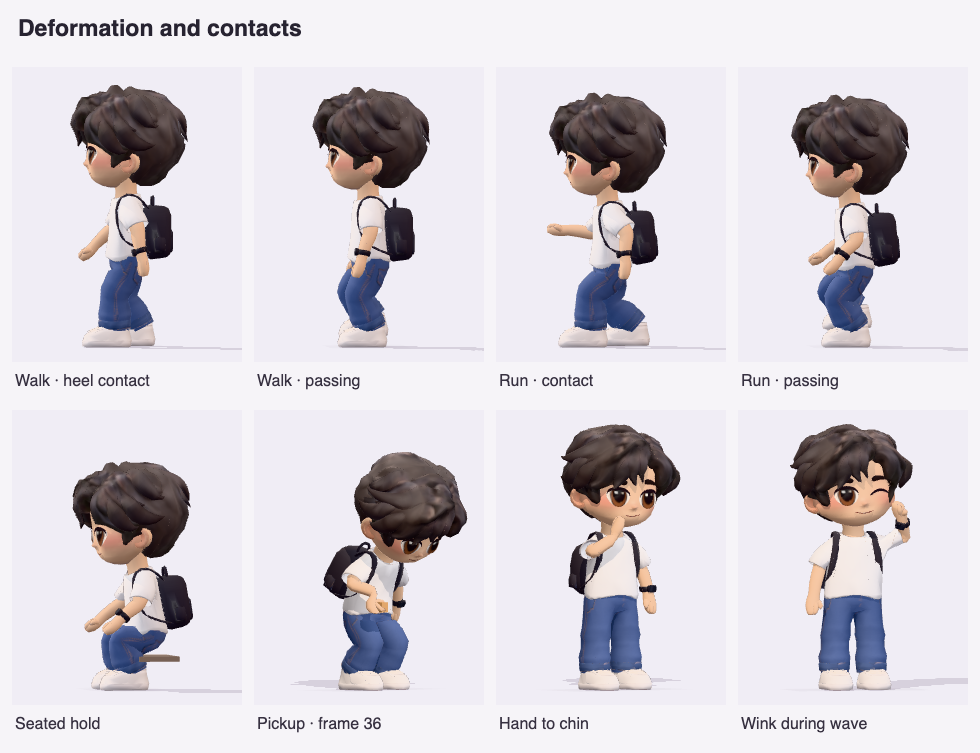 Deformation and contacts
Walk · heel contact
Walk · passing
Run · contact
Run · passing
Seated hold
Pickup · frame 36
Hand to chin
Wink during wave